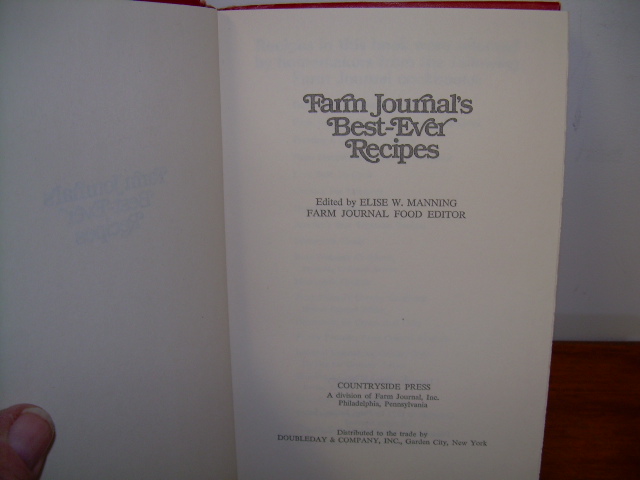 Farm Journal's
Best-Ever
Recipes
Edited by ELISE W. MANNING
FARM JOURNAL FOOD EDITOR
COUNTRYSIDE PRESS
A division of Farm Journal, Inc.
Philadelphia, Pennsylvania
Distributed to the trade by
DOUBLEDAY & COMPANY, INC., Garden City, New York